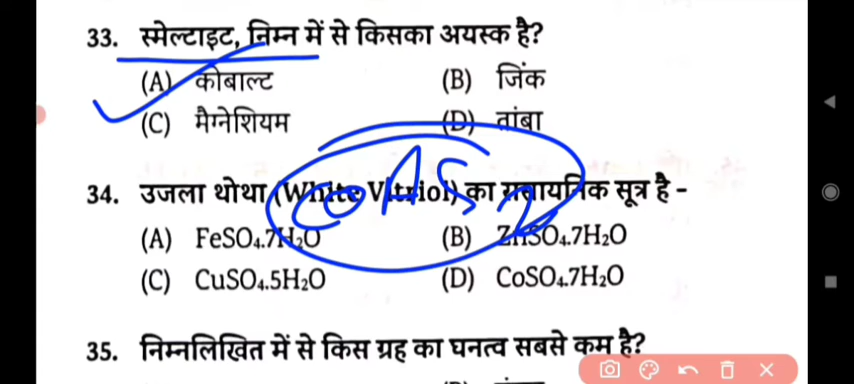 33. स्मेल्टाइट, निम्न में से किसका अयस्क है?
(A) कोबाल्ट (B) जिंक
(C) मैग्नेशियम (D) तांबा
CoAS2
34. उजला थोथा (White Vitriol) का रासायनिक सूत्र है -
(A) FeSO₄.7H₂O (B) ZnSO₄.7H₂O
(C) CuSO₄.5H₂O (D) CoSO₄.7H₂O
35. निम्नलिखित में से किस ग्रह का घनत्व सबसे कम है?